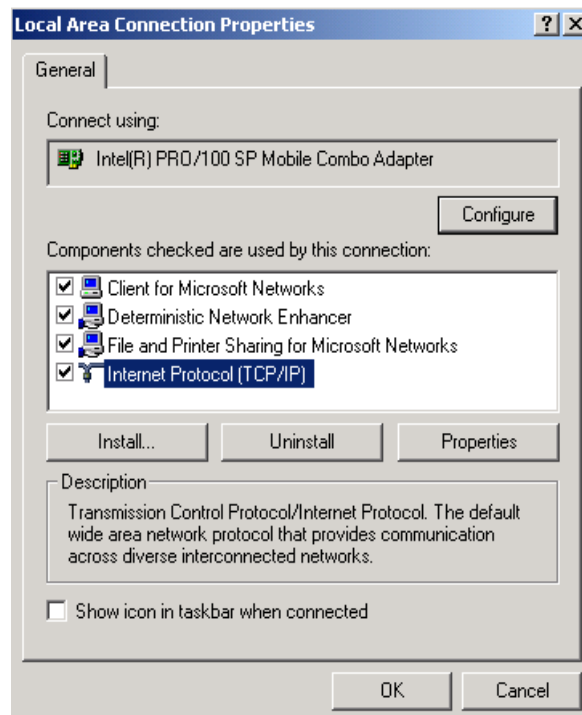 Local Area Connection Properties
General
Connect using:
Intel(R) PRO/100 SP Mobile Combo Adapter
Configure
Components checked are used by this connection:
Client for Microsoft Networks
Deterministic Network Enhancer
File and Printer Sharing for Microsoft Networks
Internet Protocol (TCP/IP)
Install...
Uninstall
Properties
Description
Transmission Control Protocol/Internet Protocol. The default
wide area network protocol that provides communication
across diverse interconnected networks.
Show icon in taskbar when connected
OK
Cancel